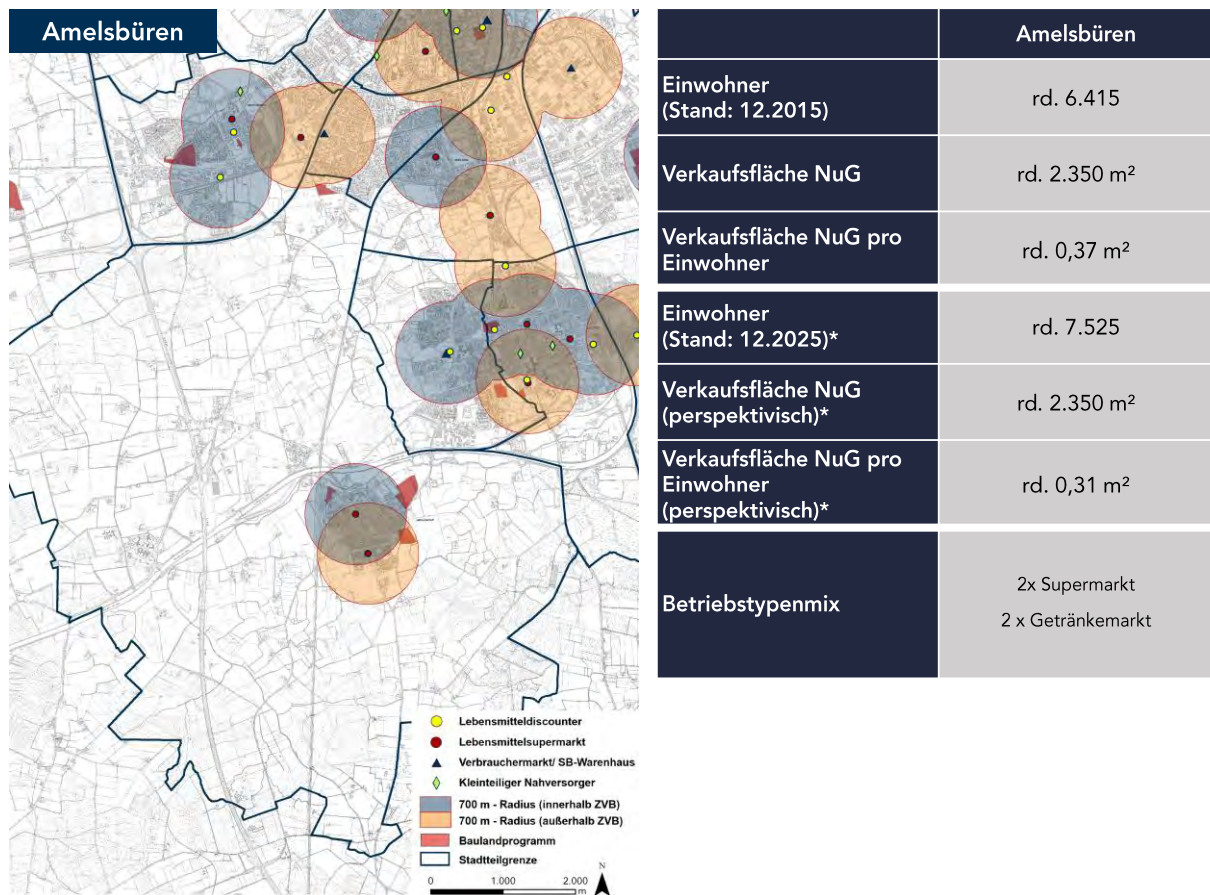 Amelsbüren
Lebensmitteldiscounter
Lebensmittelsupermarkt
Verbrauchermarkt/ SB-Warenhaus
Kleinteiliger Nahversorger
700 m - Radius (innerhalb ZVB)
700 m - Radius (außerhalb ZVB)
Baulandprogramm
Stadtteilgrenze
N
0 1.000 2.000
m
Amelsbüren
Einwohner
(Stand: 12.2015)
rd. 6.415
Verkaufsfläche NuG
rd. 2.350 m²
Verkaufsfläche NuG pro
Einwohner
rd. 0,37 m²
Einwohner
(Stand: 12.2025)*
rd. 7.525
Verkaufsfläche NuG
(perspektivisch)*
rd. 2.350 m²
Verkaufsfläche NuG pro
Einwohner
(perspektivisch)*
rd. 0,31 m²
Betriebstypenmix
2x Supermarkt
2 x Getränkemarkt